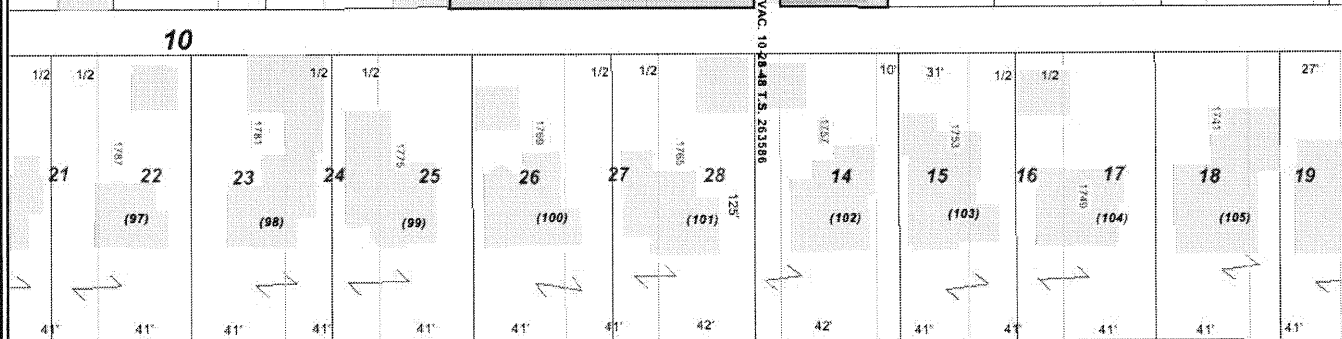 10
VAC. 10-28-48 T.S. 263586
1/2 1/2 1/2 1/2 1/2 1/2 10' 31' 1/2 1/2 27'
1787 1781 1775 1769 1765 1757 1753 1749 1741
21 22 23 24 25 26 27 28 14 15 16 17 18 19
125'
(97) (98) (99) (100) (101) (102) (103) (104) (105)
41' 41' 41' 41' 41' 41' 41' 42' 42' 41' 41' 41' 41' 41'